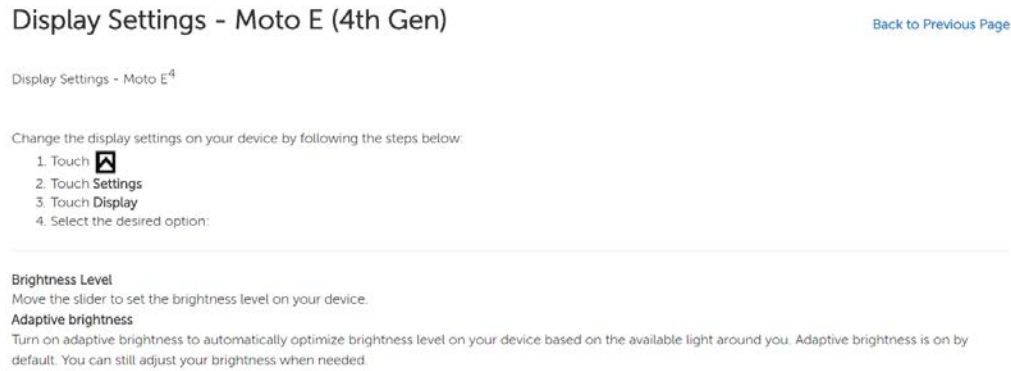 Display Settings - Moto E (4th Gen)
Back to Previous Page
Display Settings - Moto E⁴
Change the display settings on your device by following the steps below:
1. Touch
2. Touch Settings
3. Touch Display
4. Select the desired option:
Brightness Level
Move the slider to set the brightness level on your device.
Adaptive brightness
Turn on adaptive brightness to automatically optimize brightness level on your device based on the available light around you. Adaptive brightness is on by
default. You can still adjust your brightness when needed.